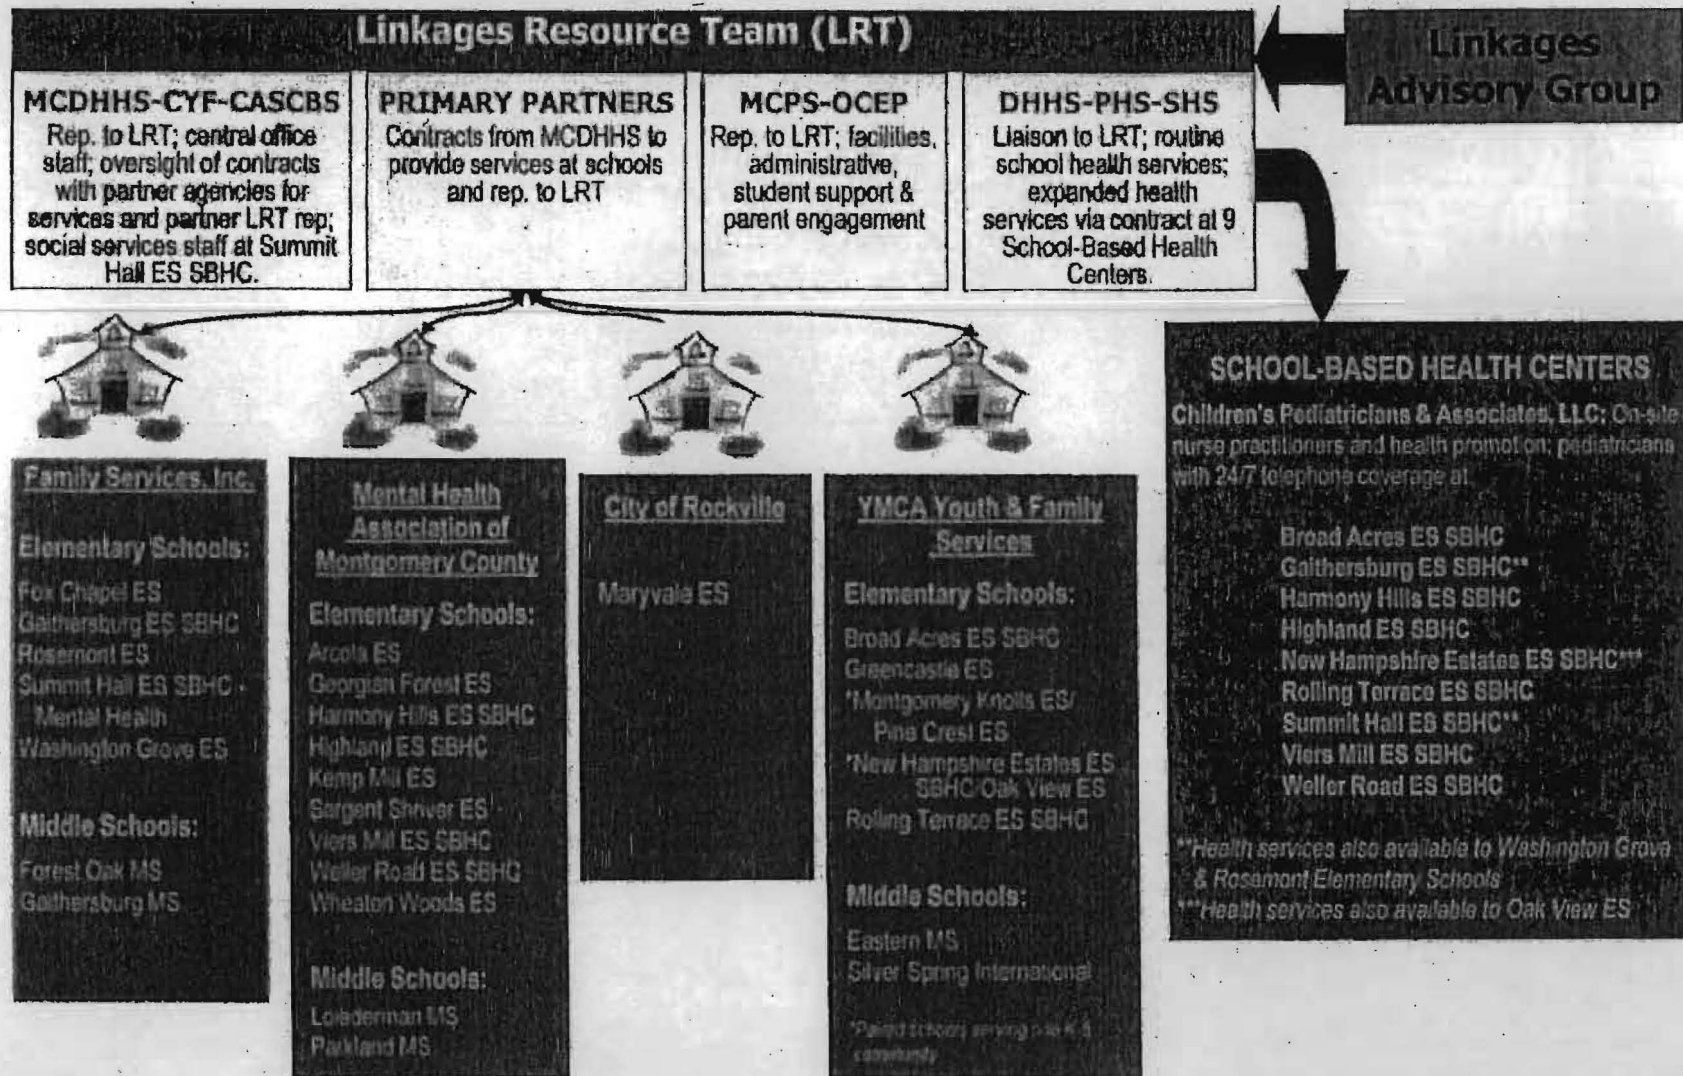 Linkages Resource Team (LRT)
Linkages
Advisory Group
MCDHHS-CYF-CASCBS
Rep. to LRT; central office
staff; oversight of contracts
with partner agencies for
services and partner LRT rep;
social services staff at Summit
Hall ES SBHC.
PRIMARY PARTNERS
Contracts from MCDHHS to
provide services at schools
and rep. to LRT
MCPS-OCEP
Rep. to LRT; facilities,
administrative,
student support &
parent engagement
DHHS-PHS-SHS
Liaison to LRT; routine
school health services;
expanded health
services via contract at 9
School-Based Health
Centers.
Family Services, Inc.
Elementary Schools:
Fox Chapel ES
Gaithersburg ES SBHC
Rosemont ES
Summit Hall ES SBHC -
Mental Health
Washington Grove ES
Middle Schools:
Forest Oak MS
Gaithersburg MS
Mental Health
Association of
Montgomery County
Elementary Schools:
Arcola ES
Georgian Forest ES
Harmony Hills ES SBHC
Highland ES SBHC
Kemp Mill ES
Sargent Shriver ES
Viers Mill ES SBHC
Weller Road ES SBHC
Wheaton Woods ES
Middle Schools:
Loiederman MS
Parkland MS
City of Rockville
Maryvale ES
YMCA Youth & Family
Services
Elementary Schools:
Broad Acres ES SBHC
Greencastle ES
*Montgomery Knolls ES/
Pine Crest ES
*New Hampshire Estates ES
SBHC/Oak View ES
Rolling Terrace ES SBHC
Middle Schools:
Eastern MS
Silver Spring International
*Paired schools serving
community
SCHOOL-BASED HEALTH CENTERS
Children's Pediatricians & Associates, LLC: On-site
nurse practitioners and health promotion; pediatricians
with 24/7 telephone coverage at
Broad Acres ES SBHC
Gaithersburg ES SBHC**
Harmony Hills ES SBHC
Highland ES SBHC
New Hampshire Estates ES SBHC***
Rolling Terrace ES SBHC
Summit Hall ES SBHC**
Viers Mill ES SBHC
Weller Road ES SBHC
**Health services also available to Washington Grove
& Rosemont Elementary Schools
***Health services also available to Oak View ES